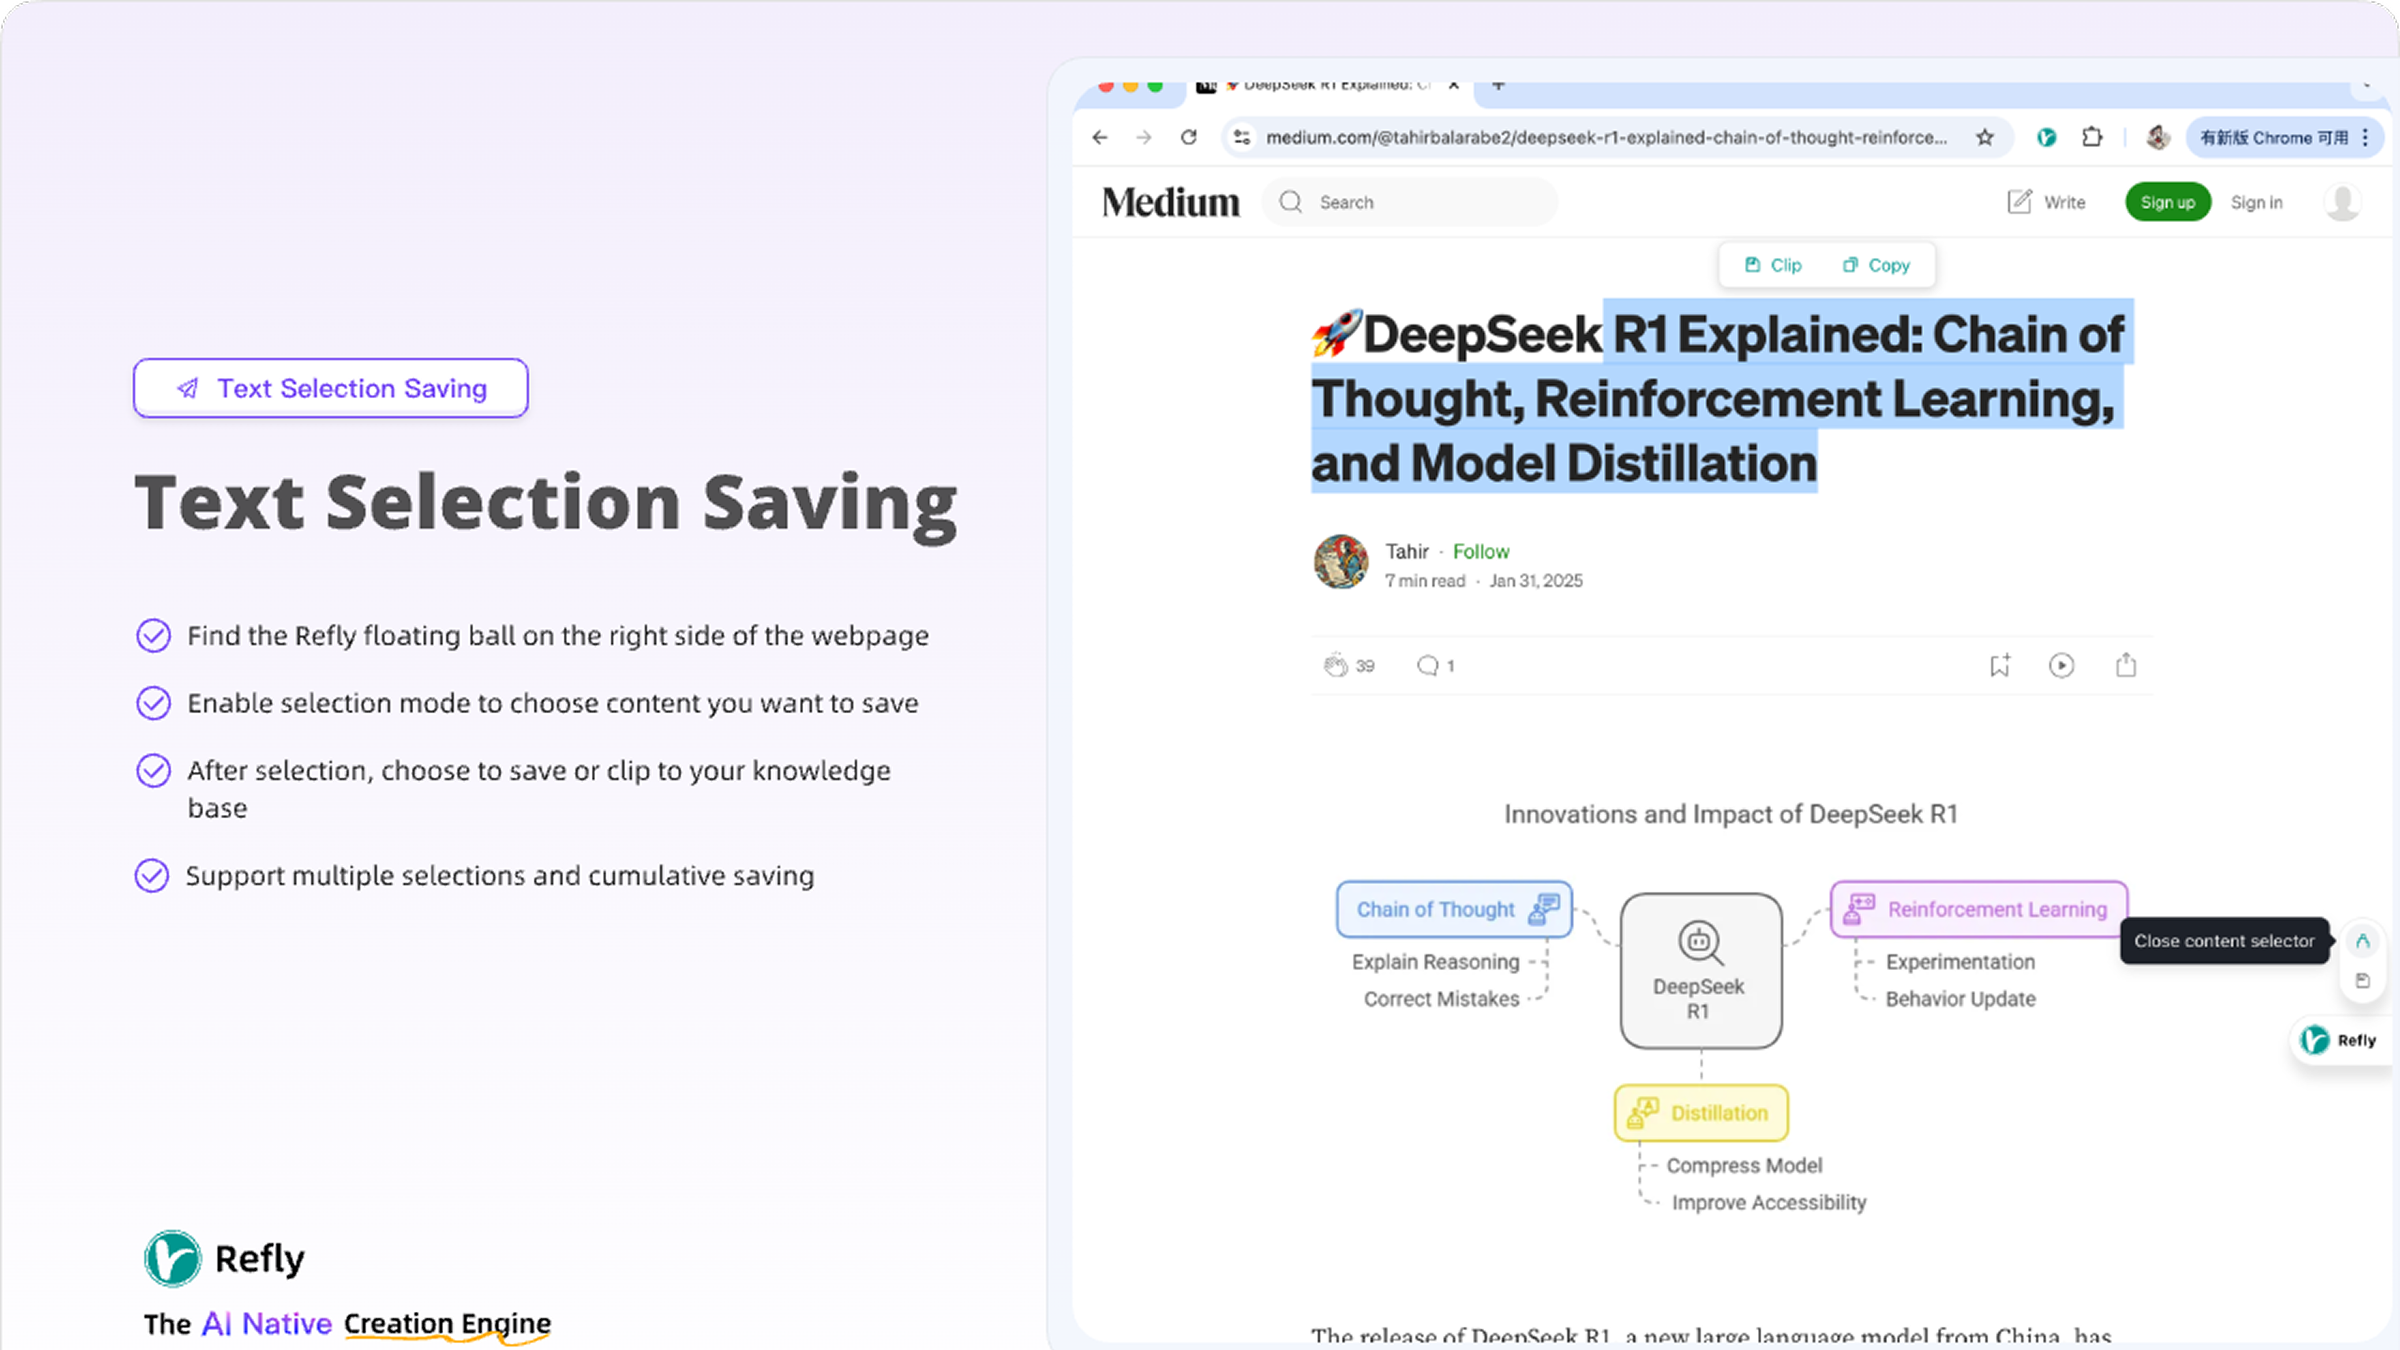 Text Selection Saving
Text Selection Saving
Find the Refly floating ball on the right side of the webpage
Enable selection mode to choose content you want to save
After selection, choose to save or clip to your knowledge
base
Support multiple selections and cumulative saving
Refly
The AI Native Creation Engine
DeepSeek R1 Explained:
medium.com/@tahirbalarabe2/deepseek-r1-explained-chain-of-thought-reinforce...
有新版 Chrome 可用
Medium
Search
Write
Sign up
Sign in
Clip
Copy
🚀DeepSeek R1 Explained: Chain of
Thought, Reinforcement Learning,
and Model Distillation
Tahir · Follow
7 min read · Jan 31, 2025
39
1
Innovations and Impact of DeepSeek R1
Chain of Thought
Explain Reasoning
Correct Mistakes
DeepSeek
R1
Reinforcement Learning
Experimentation
Behavior Update
Close content selector
Refly
Distillation
Compress Model
Improve Accessibility
The release of DeepSeek R1, a new large language model from China, has